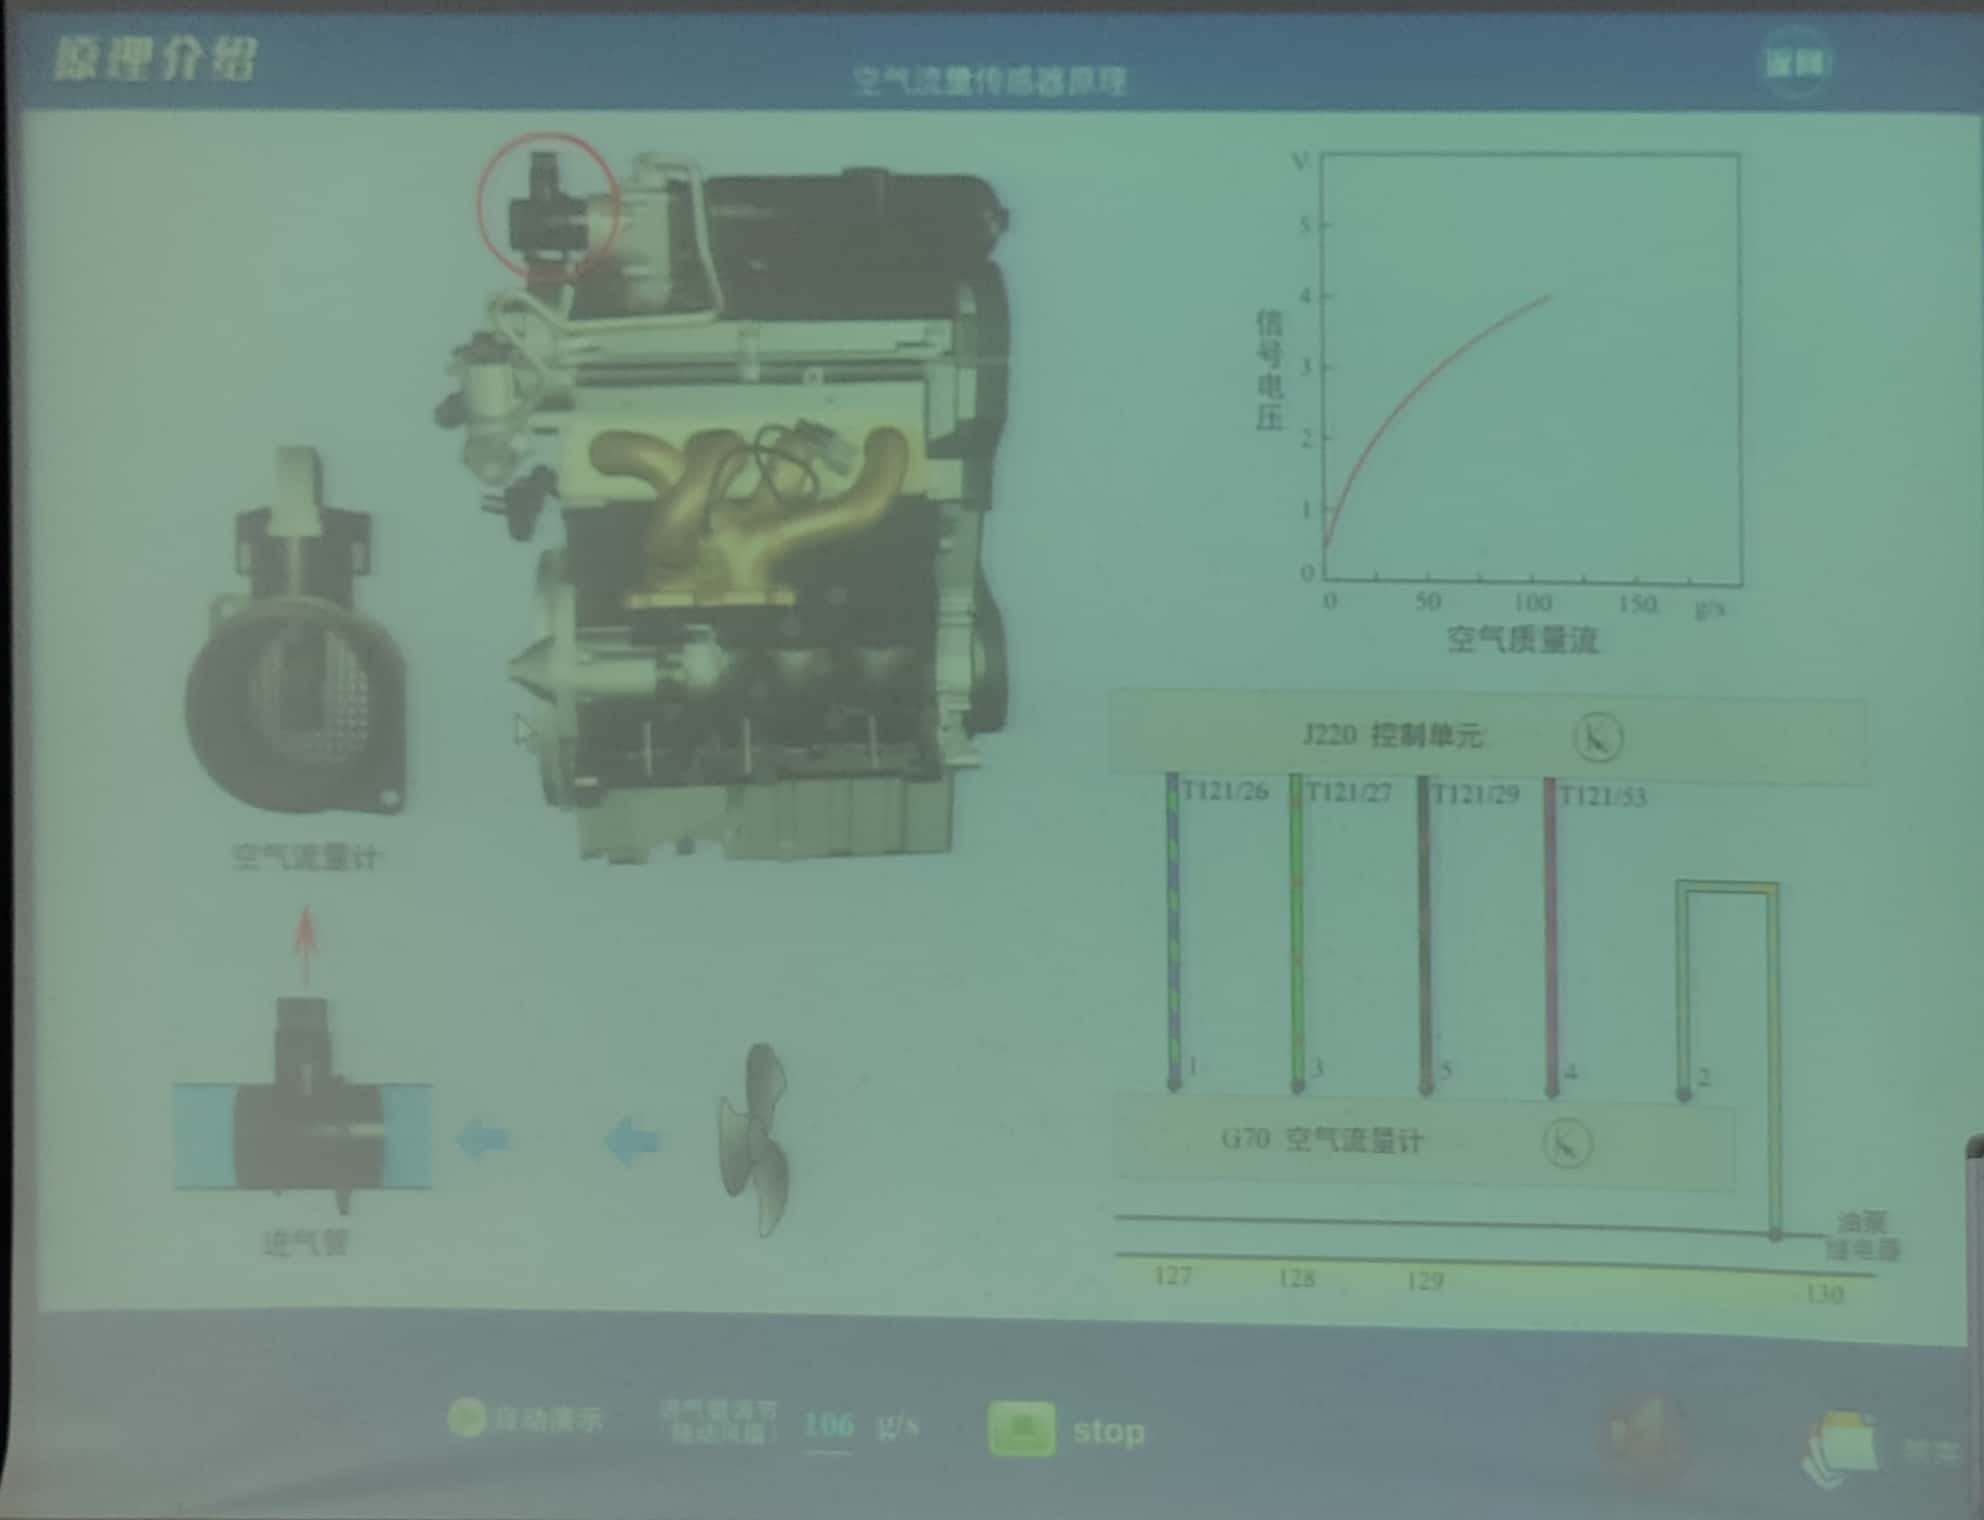 原理介绍
空气流量传感器原理
返回
V
5
4
3
2
1
0
信号电压
0 50 100 150 g/s
空气质量流
J220 控制单元
T121/26 T121/27 T121/29 T121/53
1 3 5 4 2
G70 空气流量计
油泵
继电器
127 128 129 130
空气流量计
进气管
自动演示
进气量调节
106 g/s
stop